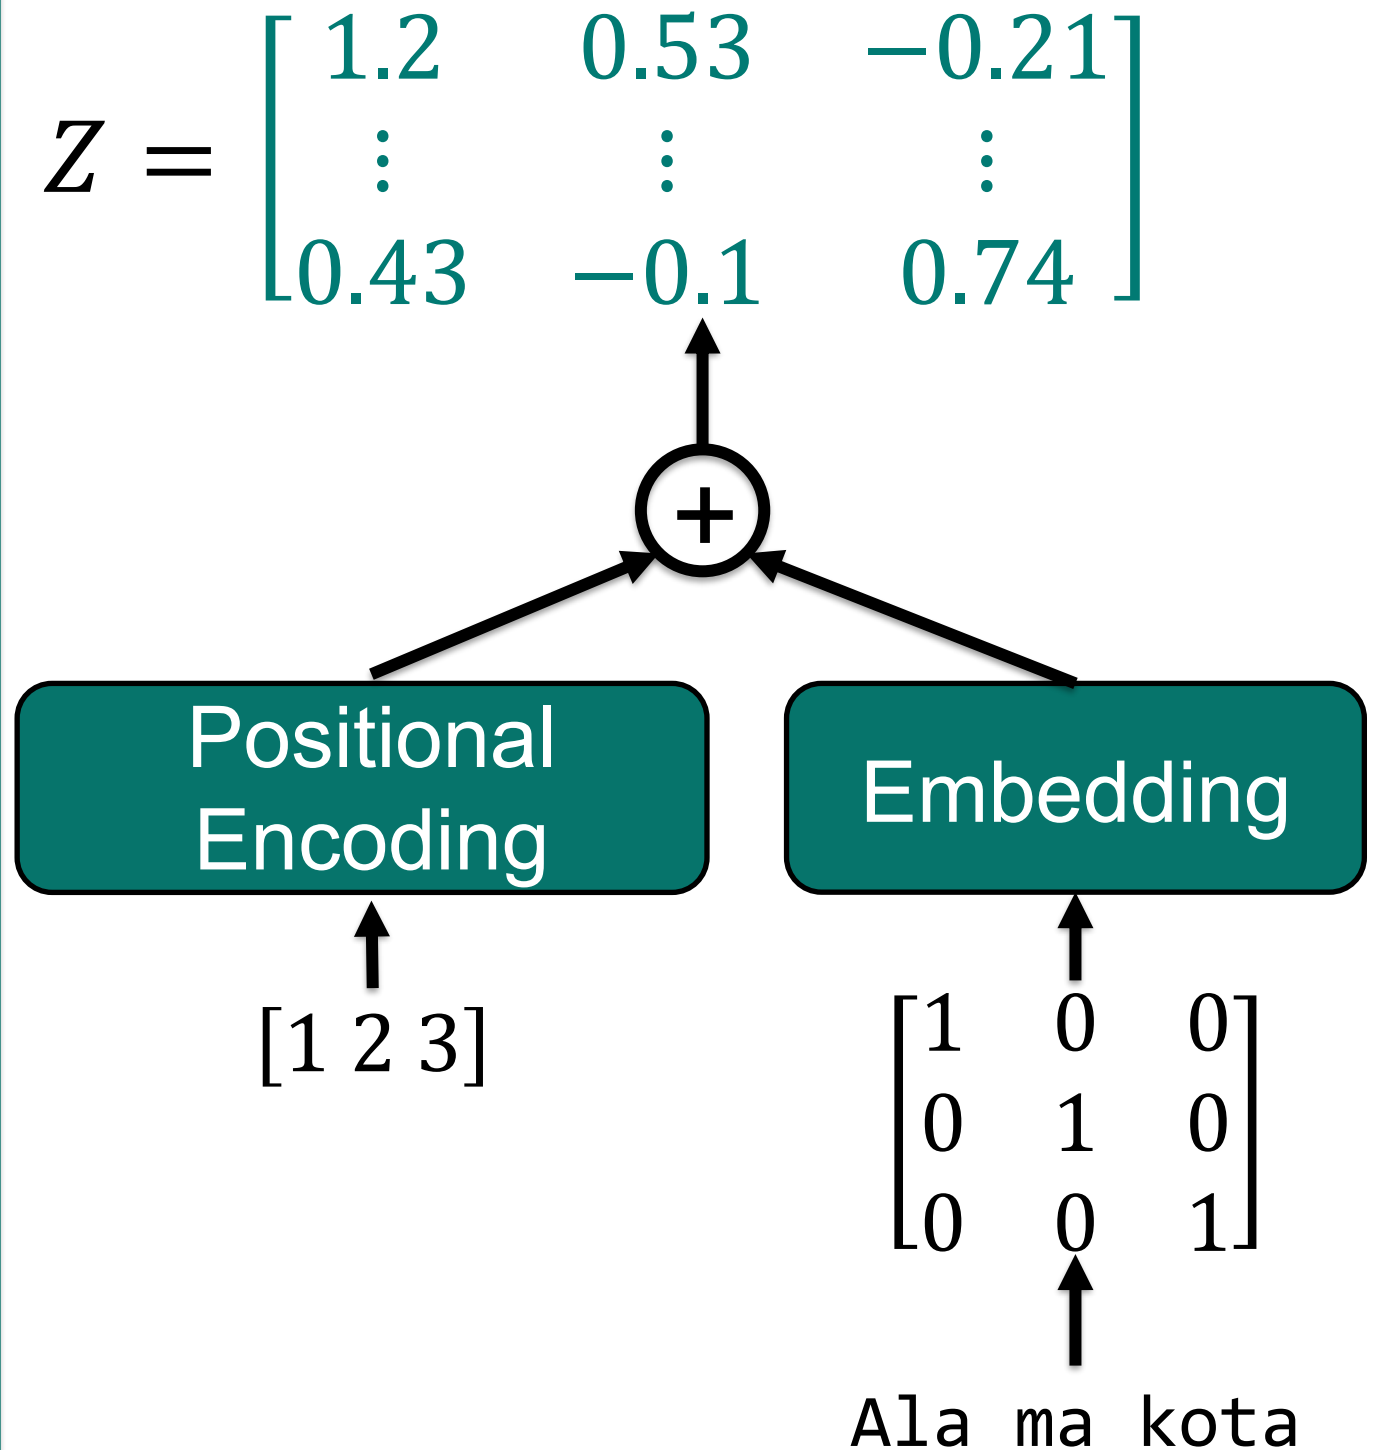 1.2 0.53 −0.21
Z = ⋮ ⋮ ⋮
0.43 −0.1 0.74
+
Positional
Encoding
Embedding
[1 2 3]
1 0 0
0 1 0
0 0 1
Ala ma kota